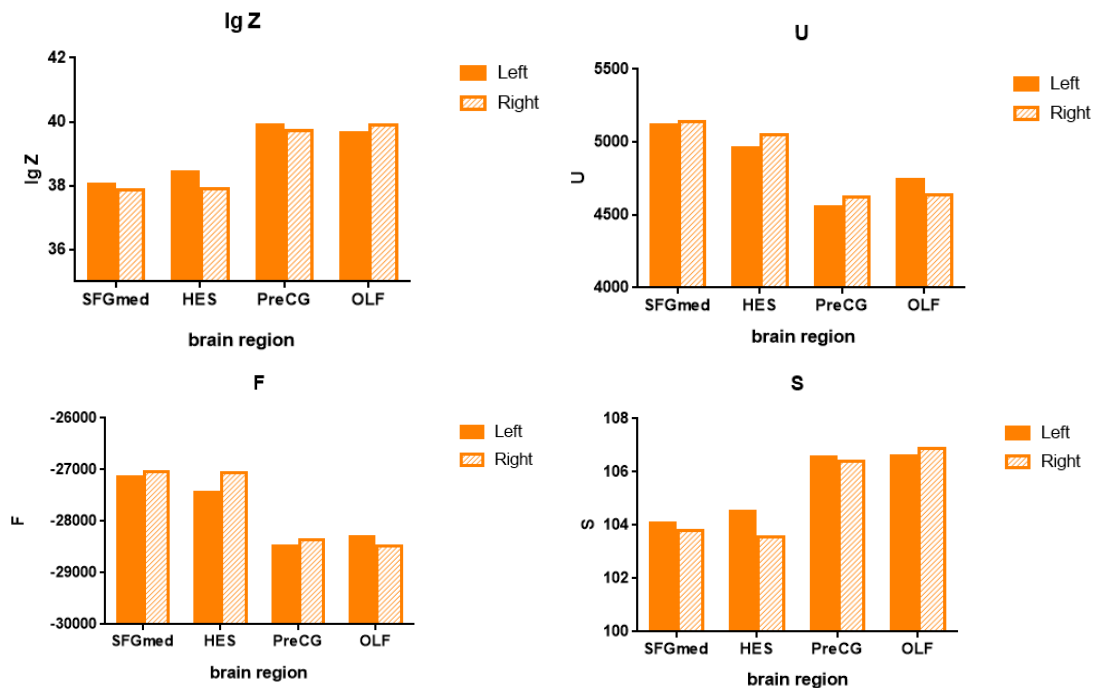 lg Z
42
40
38
36
lg Z
SFGmed HES PreCG OLF
brain region
Left
Right
U
5500
5000
4500
4000
U
SFGmed HES PreCG OLF
brain region
Left
Right
F
-26000
-27000
-28000
-29000
-30000
F
SFGmed HES PreCG OLF
brain region
Left
Right
S
108
106
104
102
100
S
SFGmed HES PreCG OLF
brain region
Left
Right